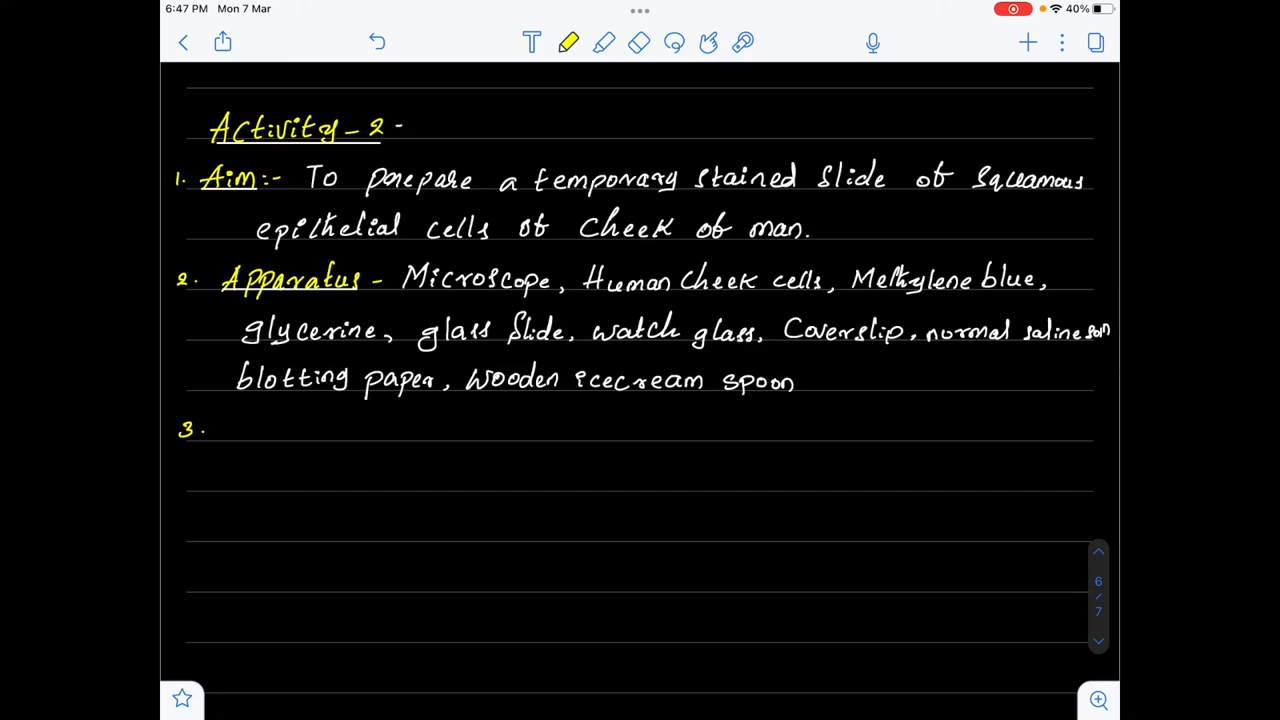 6:47 PM Mon 7 Mar 40%
Activity - 2 -
1. Aim:- To prepare a temporary stained slide of squamous
epithelial cells of cheek of man.
2. Apparatus - Microscope, Human cheek cells, Methylene blue,
glycerine, glass slide, watch glass, Coverslip, normal saline soln
blotting paper, wooden icecream spoon
3.
6
/
7